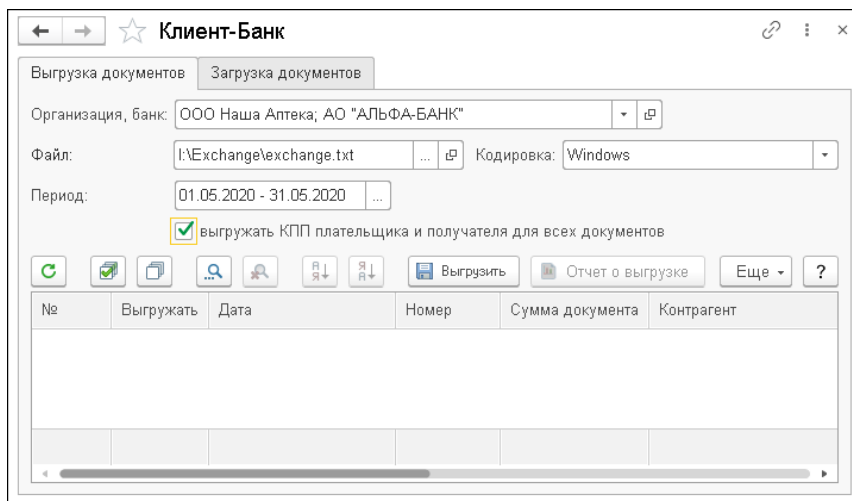 Клиент-Банк
Выгрузка документов Загрузка документов
Организация, банк: ООО Наша Аптека; АО "АЛЬФА-БАНК"
Файл: I:\Exchange\exchange.txt ... Кодировка: Windows
Период: 01.05.2020 - 31.05.2020 ...
выгружать КПП плательщика и получателя для всех документов
Выгрузить Отчет о выгрузке Еще ?
№ Выгружать Дата Номер Сумма документа Контрагент